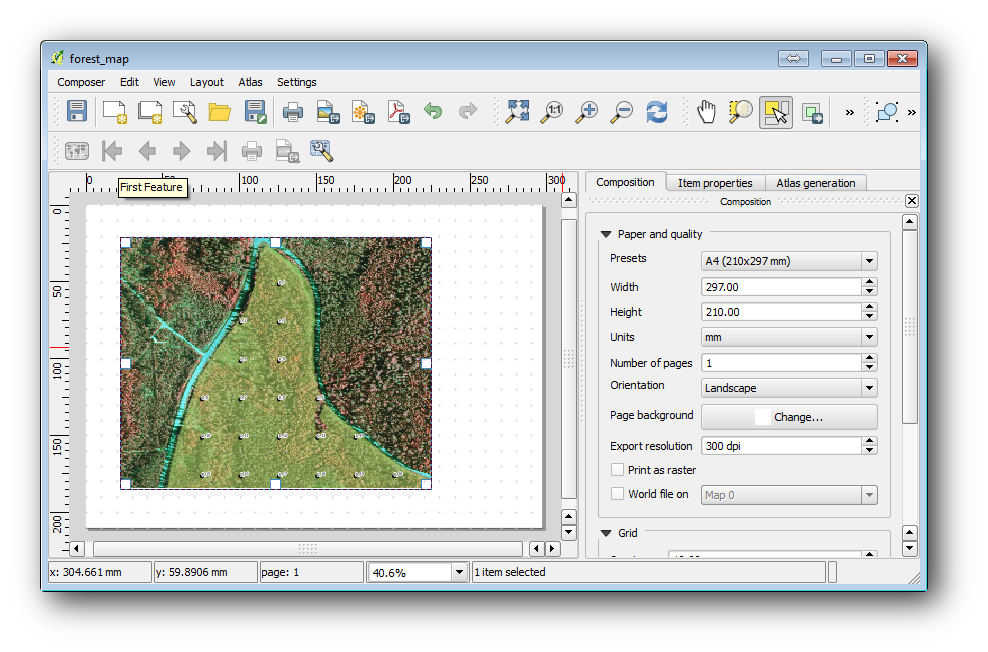 forest_map
Composer Edit View Layout Atlas Settings
1:1
» »
First Feature
0 50 100 150 200 250 300
0
50
100
150
200
Composition Item properties Atlas generation
Composition
Paper and quality
Presets A4 (210x297 mm)
Width 297.00
Height 210.00
Units mm
Number of pages 1
Orientation Landscape
Page background Change...
Export resolution 300 dpi
Print as raster
World file on Map 0
Grid
x: 304.661 mm y: 59.8906 mm page: 1 40.6% 1 item selected